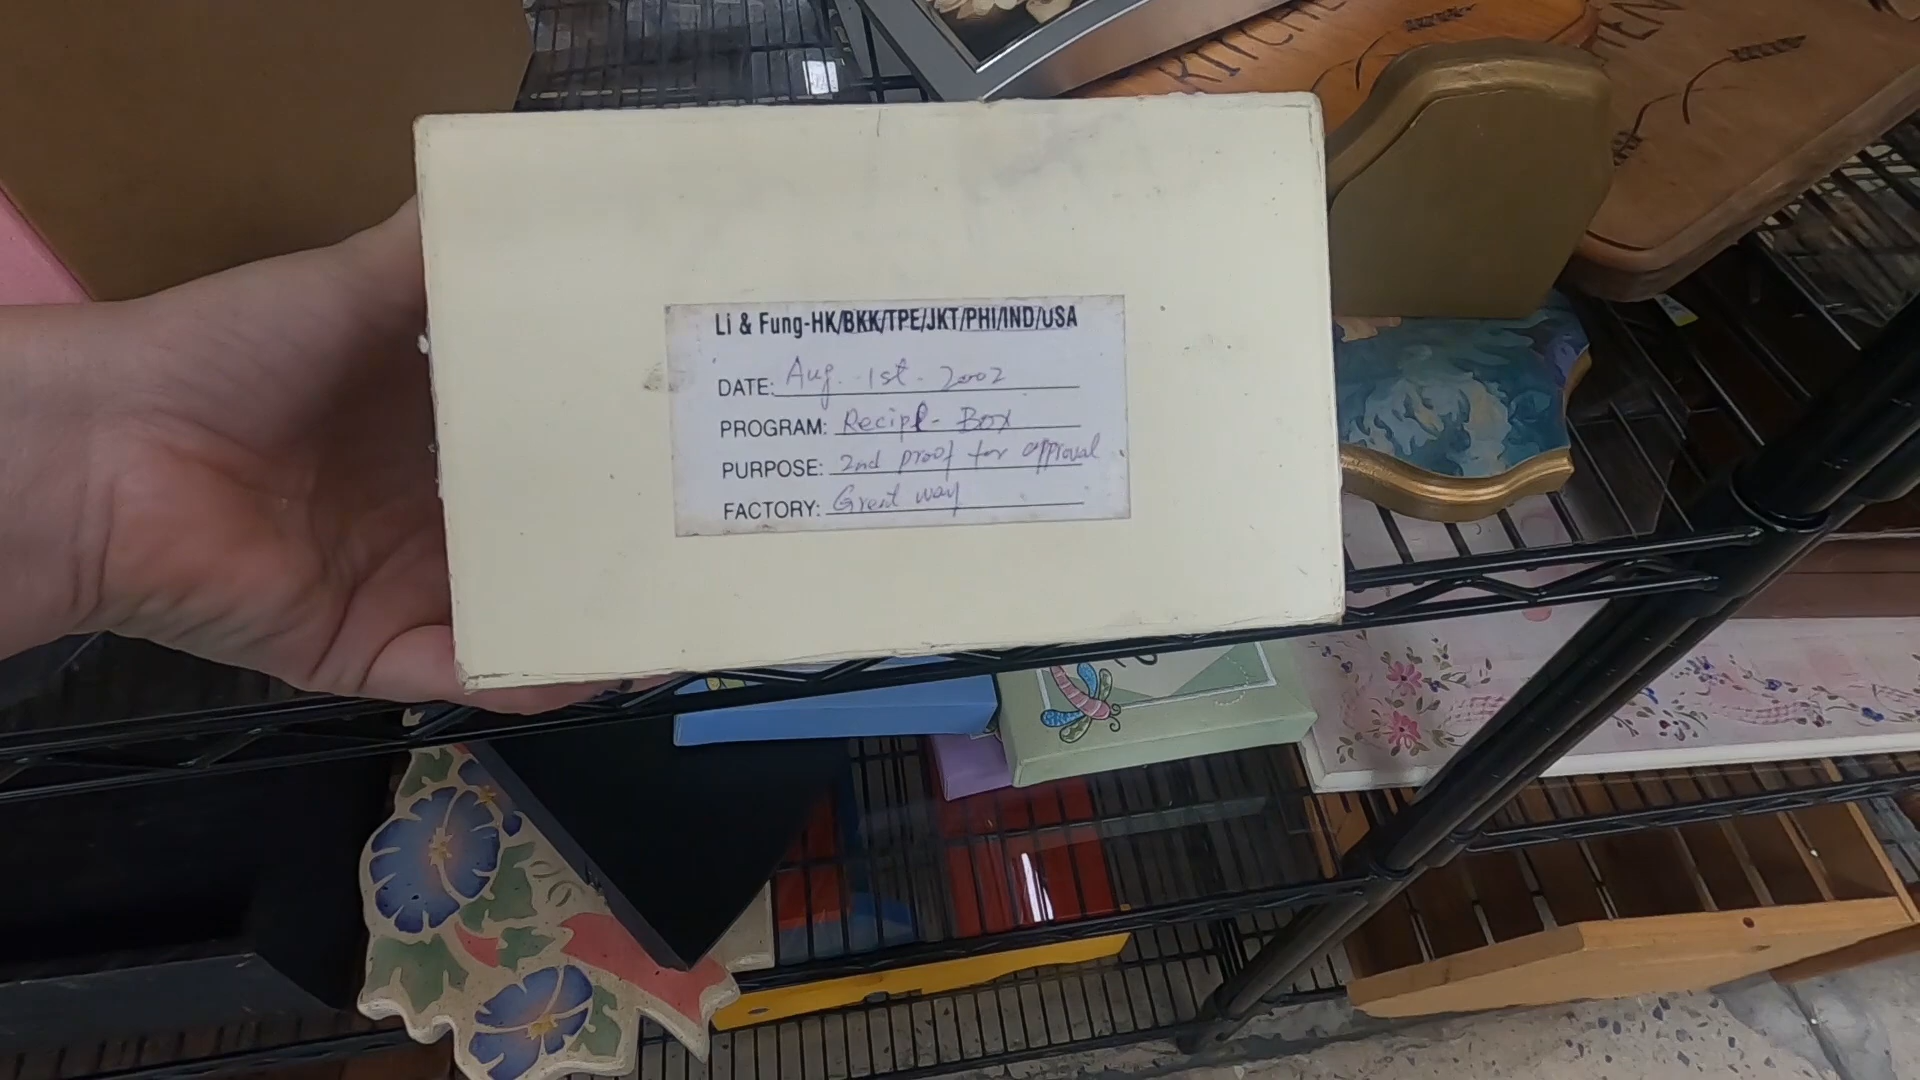 Li & Fung-HK/BKK/TPE/JKT/PHI/IND/USA
DATE: Aug. 1st. 2002
PROGRAM: Recipe-Box
PURPOSE: 2nd proof for approval
FACTORY: Great way
KITCHEN